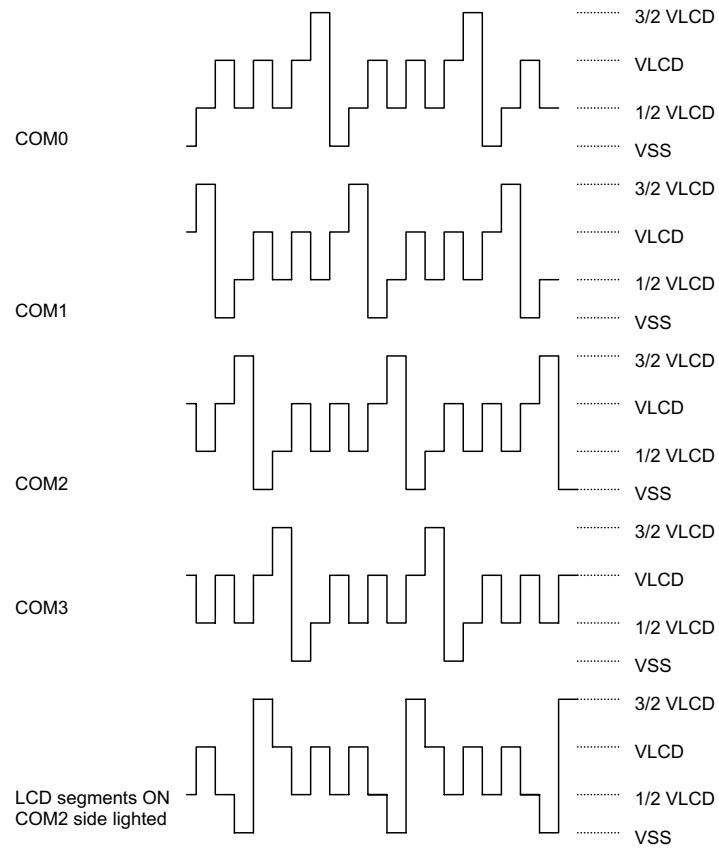 3/2 VLCD
VLCD
1/2 VLCD
COM0
VSS
3/2 VLCD
VLCD
1/2 VLCD
COM1
VSS
3/2 VLCD
VLCD
1/2 VLCD
COM2
VSS
3/2 VLCD
VLCD
COM3
1/2 VLCD
VSS
3/2 VLCD
VLCD
LCD segments ON
1/2 VLCD
COM2 side lighted
VSS